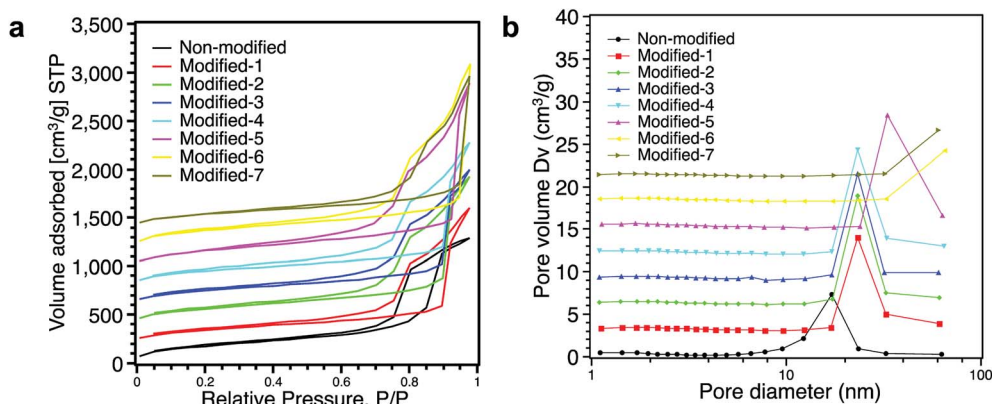 a
3,500
3,000
2,500
2,000
1,500
1,000
500
0
Volume adsorbed [cm³/g] STP
Non-modified
Modified-1
Modified-2
Modified-3
Modified-4
Modified-5
Modified-6
Modified-7
0
0.2
0.4
0.6
0.8
1
Relative Pressure, P/P
b
40
35
30
25
20
15
10
5
0
Pore volume Dv (cm³/g)
Non-modified
Modified-1
Modified-2
Modified-3
Modified-4
Modified-5
Modified-6
Modified-7
1
10
100
Pore diameter (nm)